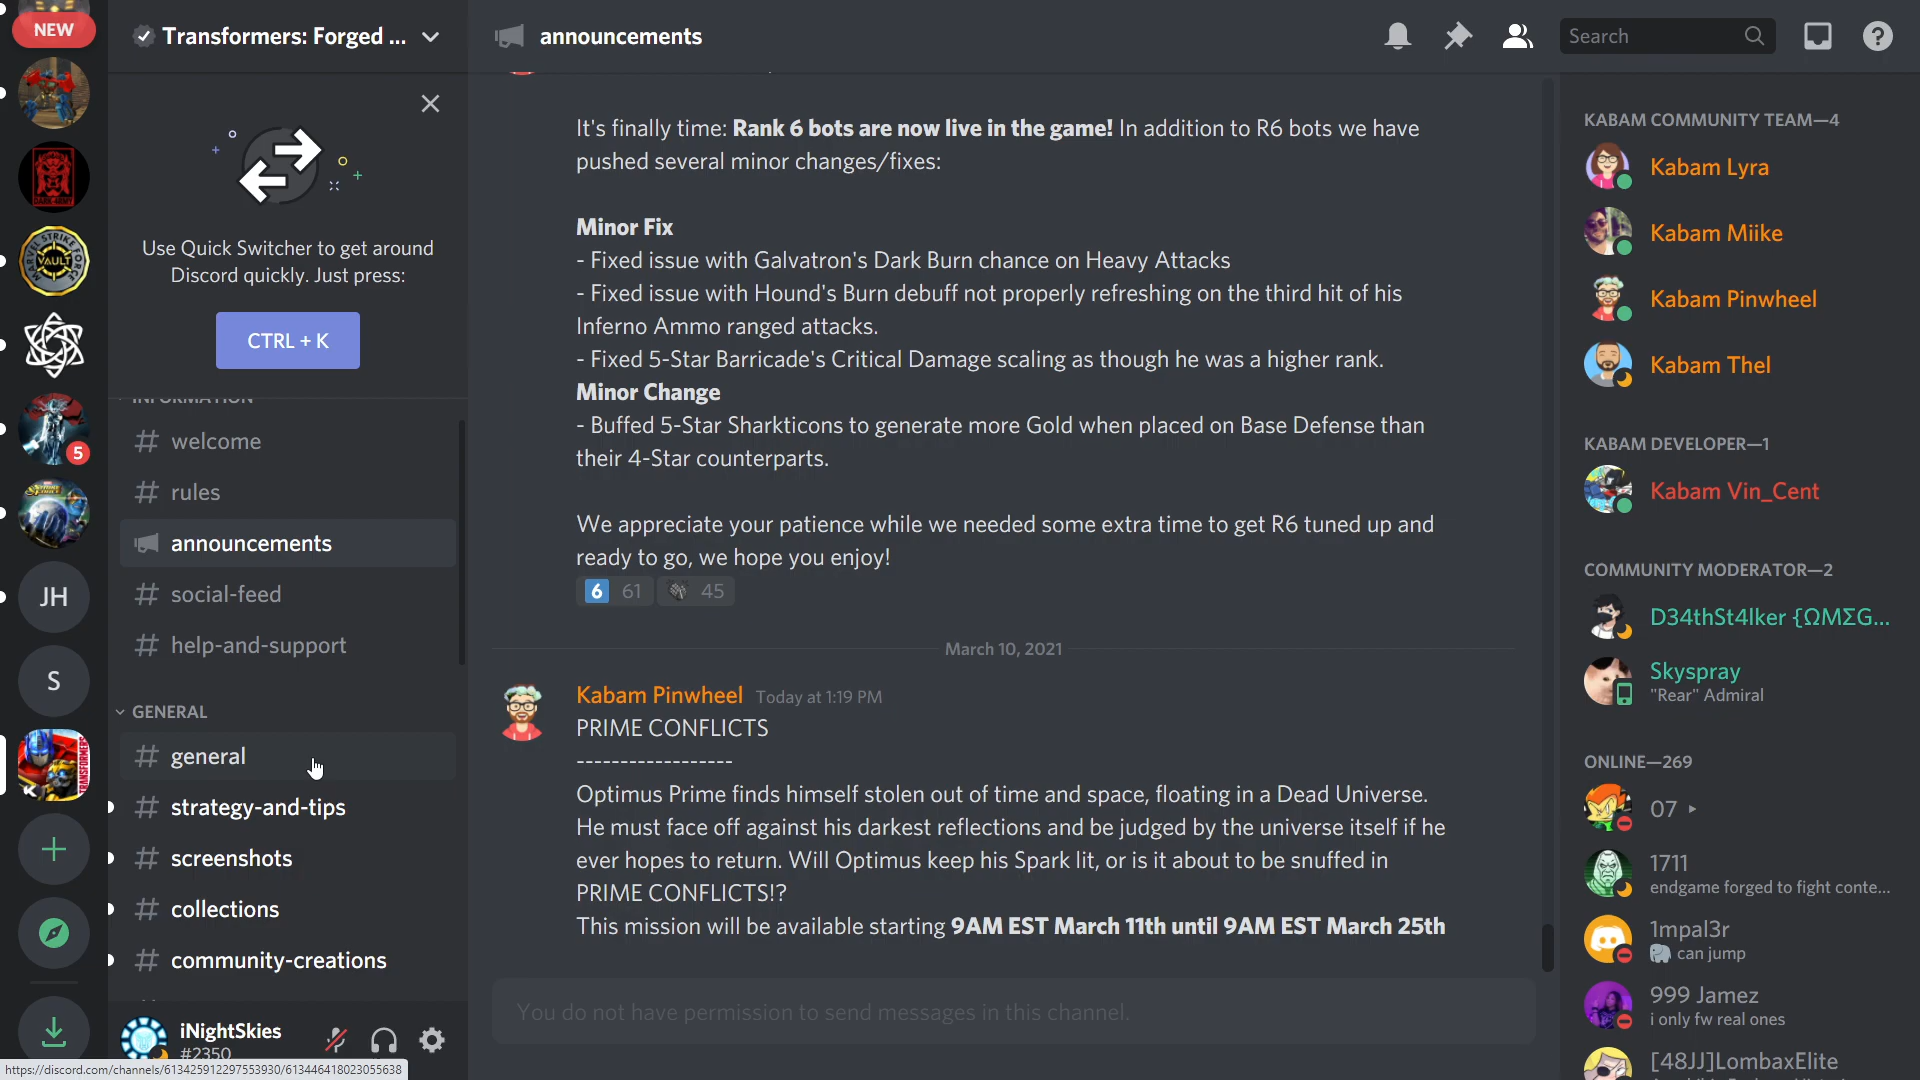 NEW
Transformers: Forged ...
announcements
Search
Use Quick Switcher to get around
Discord quickly. Just press:
CTRL + K
INFORMATION
welcome
rules
announcements
social-feed
help-and-support
GENERAL
general
strategy-and-tips
screenshots
collections
community-creations
JH
S
5
iNightSkies
#2350
https://discord.com/channels/613425912297553930/613446418023055638
It's finally time: Rank 6 bots are now live in the game! In addition to R6 bots we have
pushed several minor changes/fixes:
Minor Fix
- Fixed issue with Galvatron's Dark Burn chance on Heavy Attacks
- Fixed issue with Hound's Burn debuff not properly refreshing on the third hit of his
Inferno Ammo ranged attacks.
- Fixed 5-Star Barricade's Critical Damage scaling as though he was a higher rank.
Minor Change
- Buffed 5-Star Sharkticons to generate more Gold when placed on Base Defense than
their 4-Star counterparts.
We appreciate your patience while we needed some extra time to get R6 tuned up and
ready to go, we hope you enjoy!
6 61 45
March 10, 2021
Kabam Pinwheel Today at 1:19 PM
PRIME CONFLICTS
------------------
Optimus Prime finds himself stolen out of time and space, floating in a Dead Universe.
He must face off against his darkest reflections and be judged by the universe itself if he
ever hopes to return. Will Optimus keep his Spark lit, or is it about to be snuffed in
PRIME CONFLICTS!?
This mission will be available starting 9AM EST March 11th until 9AM EST March 25th
You do not have permission to send messages in this channel.
KABAM COMMUNITY TEAM—4
Kabam Lyra
Kabam Miike
Kabam Pinwheel
Kabam Thel
KABAM DEVELOPER—1
Kabam Vin_Cent
COMMUNITY MODERATOR—2
D34thSt4lker {ΩMΣG...
Skyspray
"Rear" Admiral
ONLINE—269
07 ▸
1711
endgame forged to fight conte...
1mpal3r
can jump
999 Jamez
i only fw real ones
[48JJ]LombaxElite